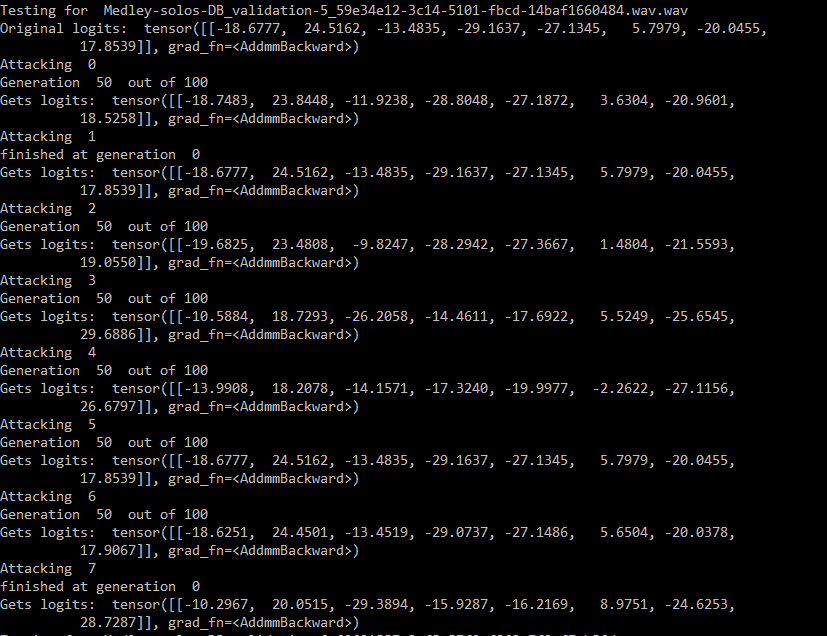 Testing for  Medley-solos-DB_validation-5_59e34e12-3c14-5101-fbcd-14baf1660484.wav.wav
Original logits:  tensor([[-18.6777,  24.5162, -13.4835, -29.1637, -27.1345,   5.7979, -20.0455,
          17.8539]], grad_fn=<AddmmBackward>)
Attacking  0
Generation  50  out of 100
Gets logits:  tensor([[-18.7483,  23.8448, -11.9238, -28.8048, -27.1872,   3.6304, -20.9601,
          18.5258]], grad_fn=<AddmmBackward>)
Attacking  1
finished at generation  0
Gets logits:  tensor([[-18.6777,  24.5162, -13.4835, -29.1637, -27.1345,   5.7979, -20.0455,
          17.8539]], grad_fn=<AddmmBackward>)
Attacking  2
Generation  50  out of 100
Gets logits:  tensor([[-19.6825,  23.4808,  -9.8247, -28.2942, -27.3667,   1.4804, -21.5593,
          19.0550]], grad_fn=<AddmmBackward>)
Attacking  3
Generation  50  out of 100
Gets logits:  tensor([[-10.5884,  18.7293, -26.2058, -14.4611, -17.6922,   5.5249, -25.6545,
          29.6886]], grad_fn=<AddmmBackward>)
Attacking  4
Generation  50  out of 100
Gets logits:  tensor([[-13.9908,  18.2078, -14.1571, -17.3240, -19.9977,  -2.2622, -27.1156,
          26.6797]], grad_fn=<AddmmBackward>)
Attacking  5
Generation  50  out of 100
Gets logits:  tensor([[-18.6777,  24.5162, -13.4835, -29.1637, -27.1345,   5.7979, -20.0455,
          17.8539]], grad_fn=<AddmmBackward>)
Attacking  6
Generation  50  out of 100
Gets logits:  tensor([[-18.6251,  24.4501, -13.4519, -29.0737, -27.1486,   5.6504, -20.0378,
          17.9067]], grad_fn=<AddmmBackward>)
Attacking  7
finished at generation  0
Gets logits:  tensor([[-10.2967,  20.0515, -29.3894, -15.9287, -16.2169,   8.9751, -24.6253,
          28.7287]], grad_fn=<AddmmBackward>)